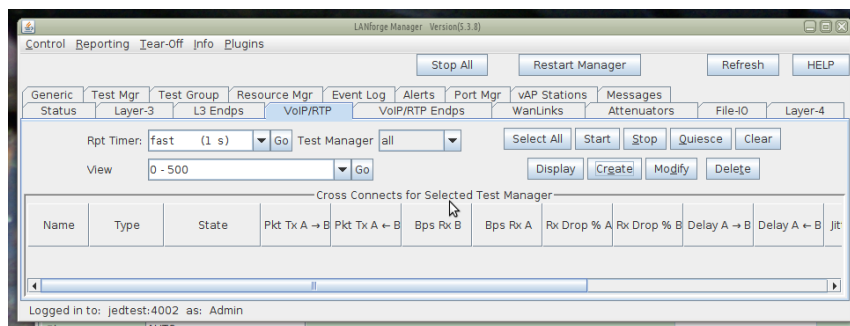 LANforge Manager Version(5.3.8)
Control Reporting Tear-Off Info Plugins
Stop All Restart Manager Refresh HELP
Generic Test Mgr Test Group Resource Mgr Event Log Alerts Port Mgr vAP Stations Messages
Status Layer-3 L3 Endps VoIP/RTP VoIP/RTP Endps WanLinks Attenuators File-IO Layer-4
Rpt Timer: fast (1 s) Go Test Manager all Select All Start Stop Quiesce Clear
View 0 - 500 Go Display Create Modify Delete
Cross Connects for Selected Test Manager
Name Type State Pkt Tx A → B Pkt Tx A ← B Bps Rx B Bps Rx A Rx Drop % A Rx Drop % B Delay A → B Delay A ← B Jit
Logged in to: jedtest:4002 as: Admin